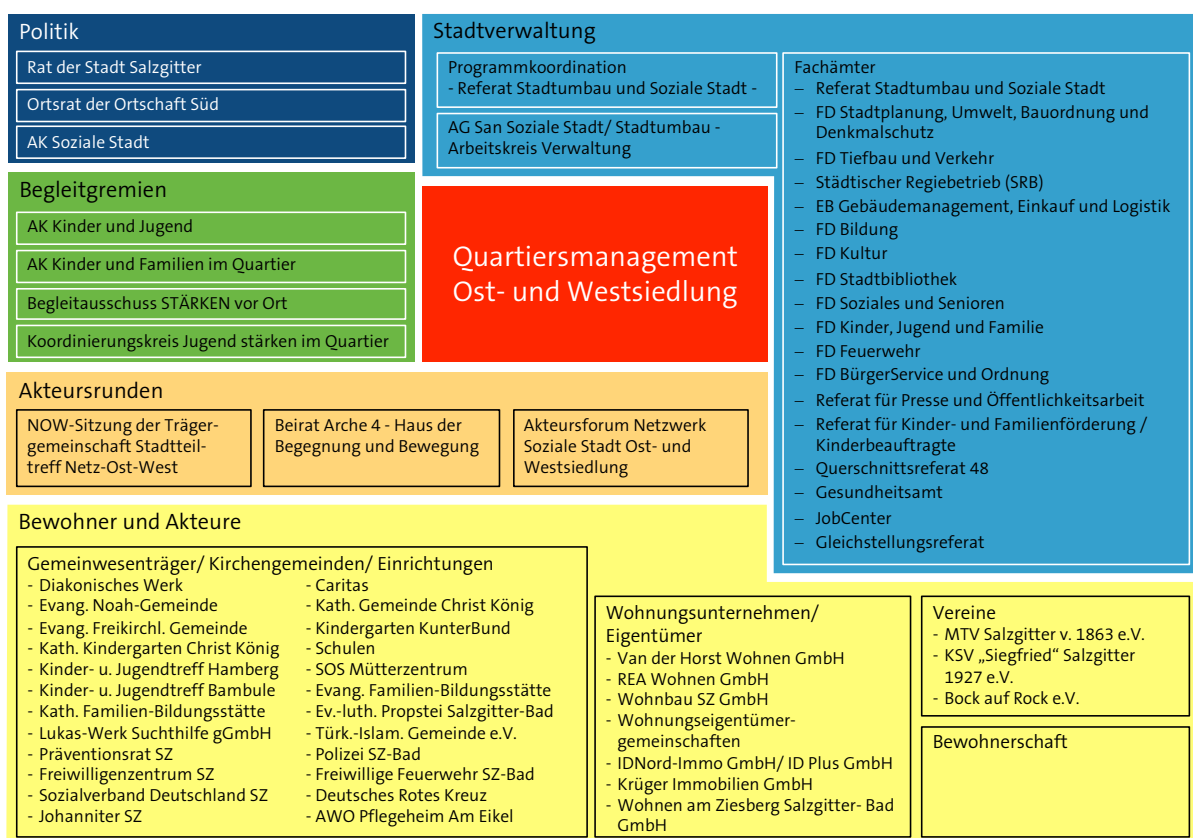 Politik
Rat der Stadt Salzgitter
Ortsrat der Ortschaft Süd
AK Soziale Stadt
Stadtverwaltung
Programmkoordination
- Referat Stadtumbau und Soziale Stadt -
AG San Soziale Stadt/ Stadtumbau -
Arbeitskreis Verwaltung
Fachämter
– Referat Stadtumbau und Soziale Stadt
– FD Stadtplanung, Umwelt, Bauordnung und
Denkmalschutz
– FD Tiefbau und Verkehr
– Städtischer Regiebetrieb (SRB)
– EB Gebäudemanagement, Einkauf und Logistik
– FD Bildung
– FD Kultur
– FD Stadtbibliothek
– FD Soziales und Senioren
– FD Kinder, Jugend und Familie
– FD Feuerwehr
– FD BürgerService und Ordnung
– Referat für Presse und Öffentlichkeitsarbeit
– Referat für Kinder- und Familienförderung /
Kinderbeauftragte
– Querschnittsreferat 48
– Gesundheitsamt
– JobCenter
– Gleichstellungsreferat
Begleitgremien
AK Kinder und Jugend
AK Kinder und Familien im Quartier
Begleitausschuss STÄRKEN vor Ort
Koordinierungskreis Jugend stärken im Quartier
Quartiersmanagement
Ost- und Westsiedlung
Akteursrunden
NOW-Sitzung der Träger-
gemeinschaft Stadtteil-
treff Netz-Ost-West
Beirat Arche 4 - Haus der
Begegnung und Bewegung
Akteursforum Netzwerk
Soziale Stadt Ost- und
Westsiedlung
Bewohner und Akteure
Gemeinwesenträger/ Kirchengemeinden/ Einrichtungen
- Diakonisches Werk
- Evang. Noah-Gemeinde
- Evang. Freikirchl. Gemeinde
- Kath. Kindergarten Christ König
- Kinder- u. Jugendtreff Hamberg
- Kinder- u. Jugendtreff Bambule
- Kath. Familien-Bildungsstätte
- Lukas-Werk Suchthilfe gGmbH
- Präventionsrat SZ
- Freiwilligenzentrum SZ
- Sozialverband Deutschland SZ
- Johanniter SZ
- Caritas
- Kath. Gemeinde Christ König
- Kindergarten KunterBund
- Schulen
- SOS Mütterzentrum
- Evang. Familien-Bildungsstätte
- Ev.-luth. Propstei Salzgitter-Bad
- Türk.-Islam. Gemeinde e.V.
- Polizei SZ-Bad
- Freiwillige Feuerwehr SZ-Bad
- Deutsches Rotes Kreuz
- AWO Pflegeheim Am Eikel
Wohnungsunternehmen/
Eigentümer
- Van der Horst Wohnen GmbH
- REA Wohnen GmbH
- Wohnbau SZ GmbH
- Wohnungseigentümer-
gemeinschaften
- IDNord-Immo GmbH/ ID Plus GmbH
- Krüger Immobilien GmbH
- Wohnen am Ziesberg Salzgitter- Bad
GmbH
Vereine
- MTV Salzgitter v. 1863 e.V.
- KSV „Siegfried" Salzgitter
1927 e.V.
- Bock auf Rock e.V.
Bewohnerschaft